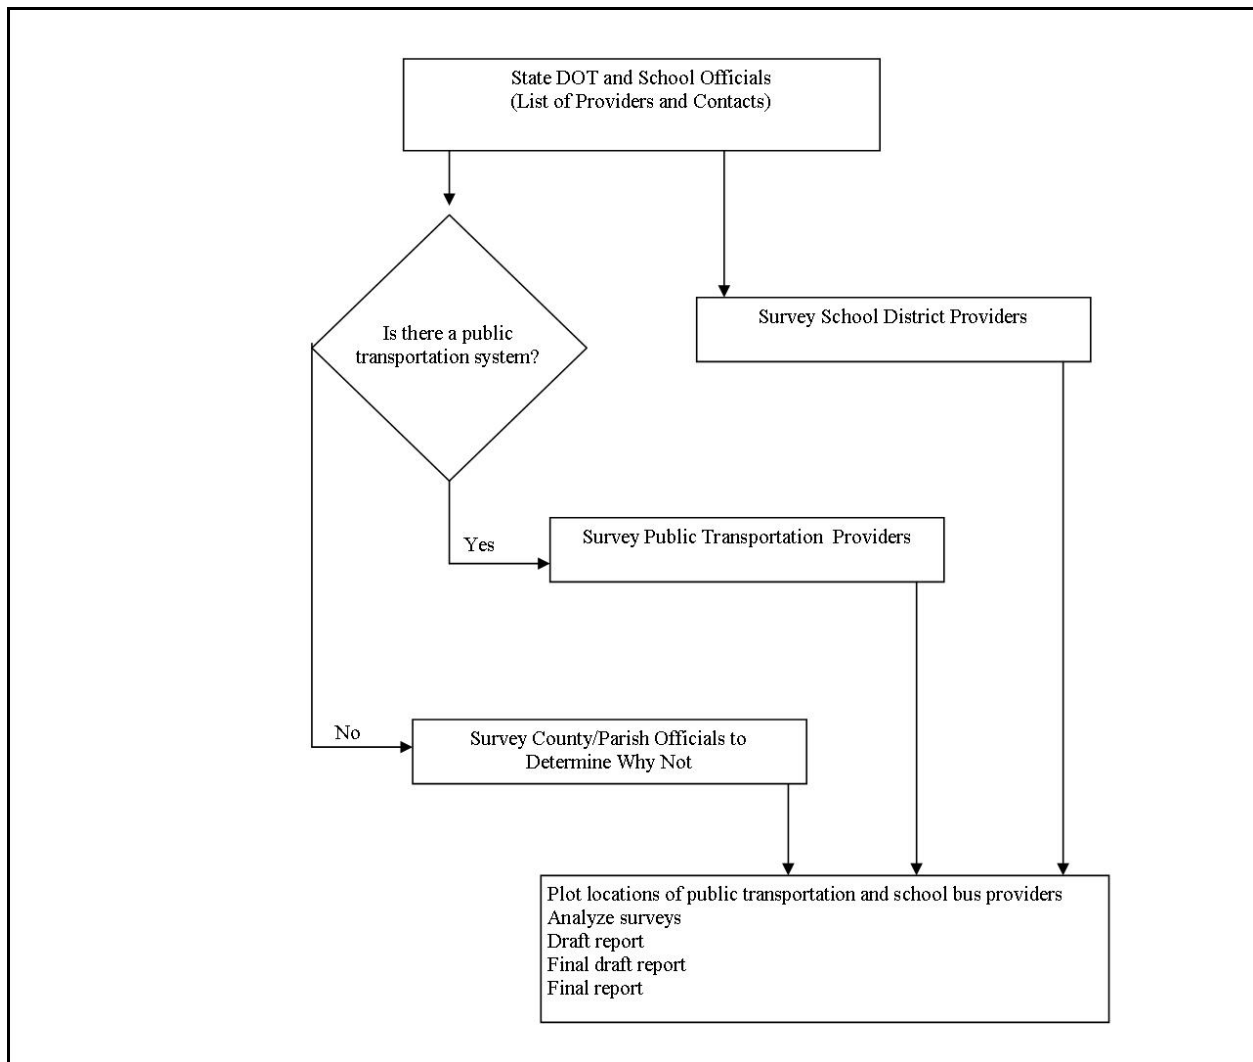 State DOT and School Officials
(List of Providers and Contacts)
Is there a public
transportation system?
Survey School District Providers
Yes
Survey Public Transportation Providers
No
Survey County/Parish Officials to
Determine Why Not
Plot locations of public transportation and school bus providers
Analyze surveys
Draft report
Final draft report
Final report